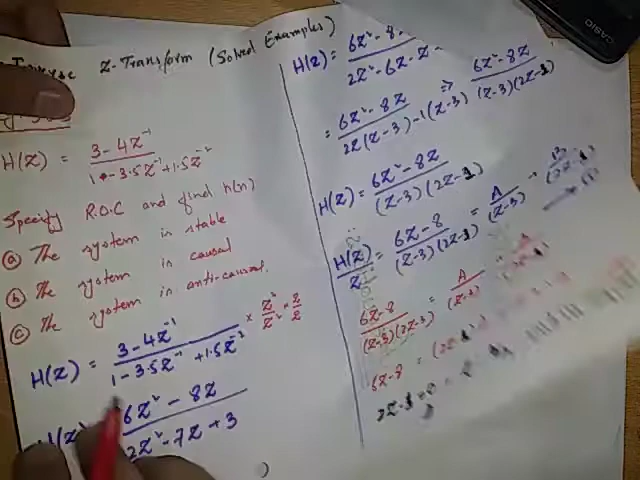 Z-Transform (Solved Examples)
H(Z) = 3-4Z⁻¹ / 1-3.5Z⁻¹+1.5Z⁻²
Specify R.O.C and find h(n)
ⓐ The system is stable
ⓑ The system is causal
ⓒ The system is anti-causal.
H(Z) = 3-4Z⁻¹ / 1-3.5Z⁻¹+1.5Z⁻² × Z²/Z² × 2/2
6Z²-8Z / 2Z²-7Z+3
H(Z) = 6Z²-8 / 2Z²-6Z-Z
= 6Z²-8Z / 2Z(Z-3)-1(Z-3) ⇒ 6Z²-8Z / (Z-3)(2Z-1)
H(Z) = 6Z²-8Z / (Z-3)(2Z-1)
H(Z)/Z = 6Z-8 / (Z-3)(2Z-1) = A/(Z-3)
6Z-8 / (Z-3)(2Z-1) = A
6Z-8 =
CASIO